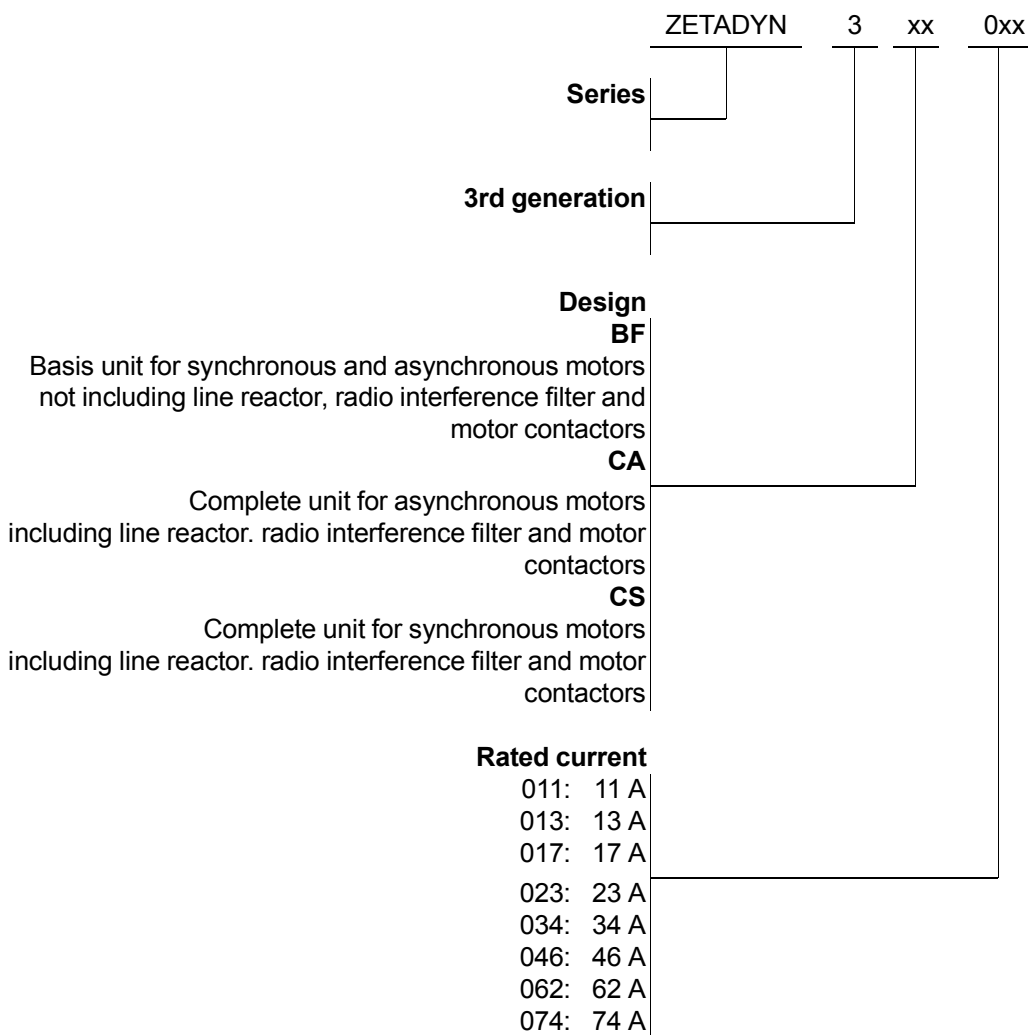 ZETADYN 3 xx 0xx
Series
3rd generation
Design
BF
Basis unit for synchronous and asynchronous motors
not including line reactor, radio interference filter and
motor contactors
CA
Complete unit for asynchronous motors
including line reactor. radio interference filter and motor
contactors
CS
Complete unit for synchronous motors
including line reactor. radio interference filter and motor
contactors
Rated current
011: 11 A
013: 13 A
017: 17 A
023: 23 A
034: 34 A
046: 46 A
062: 62 A
074: 74 A